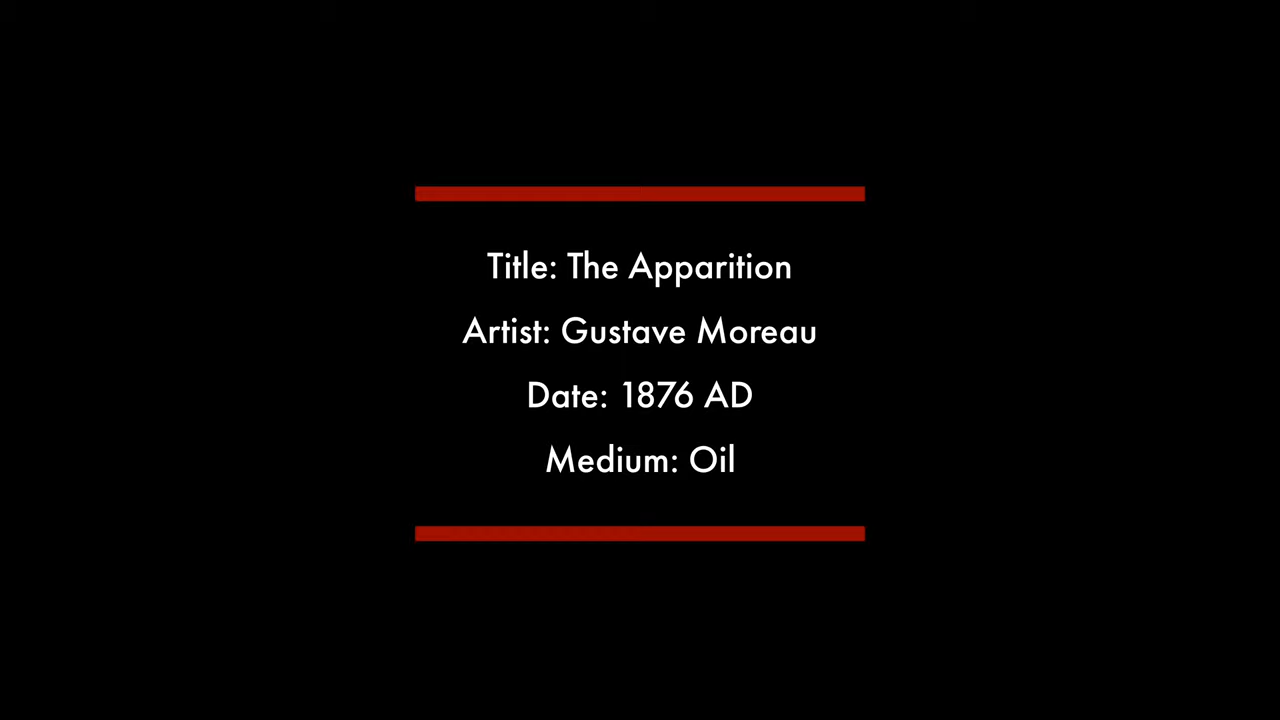 Title: The Apparition
Artist: Gustave Moreau
Date: 1876 AD
Medium: Oil